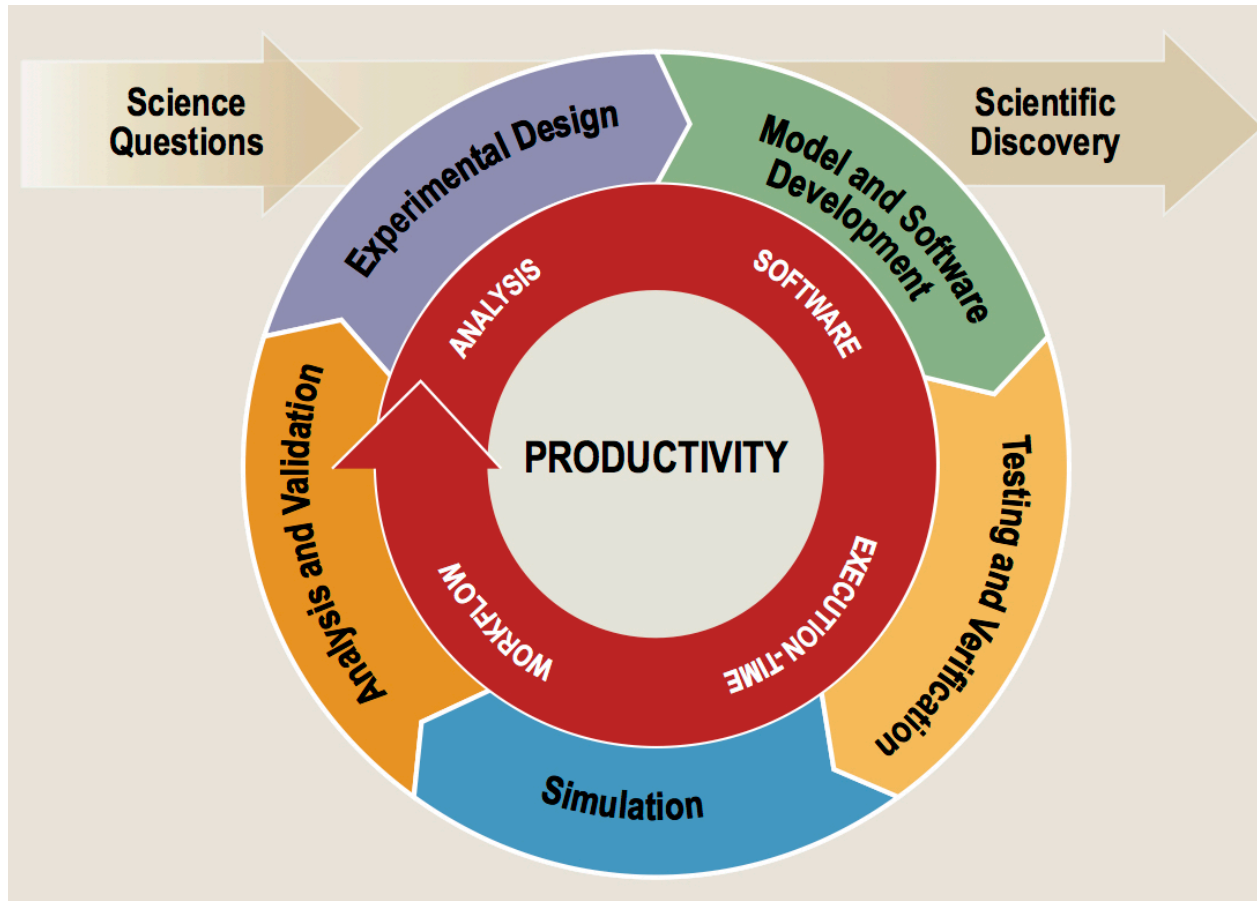 Science
Questions
Scientific
Discovery
Experimental Design
Model and Software
Development
Testing and Verification
Simulation
Analysis and Validation
ANALYSIS
SOFTWARE
EXECUTION-TIME
WORKFLOW
PRODUCTIVITY